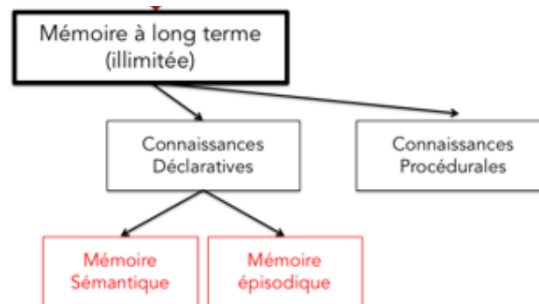 Mémoire à long terme
(illimitée)
Connaissances
Déclaratives
Connaissances
Procédurales
Mémoire
Sémantique
Mémoire
épisodique